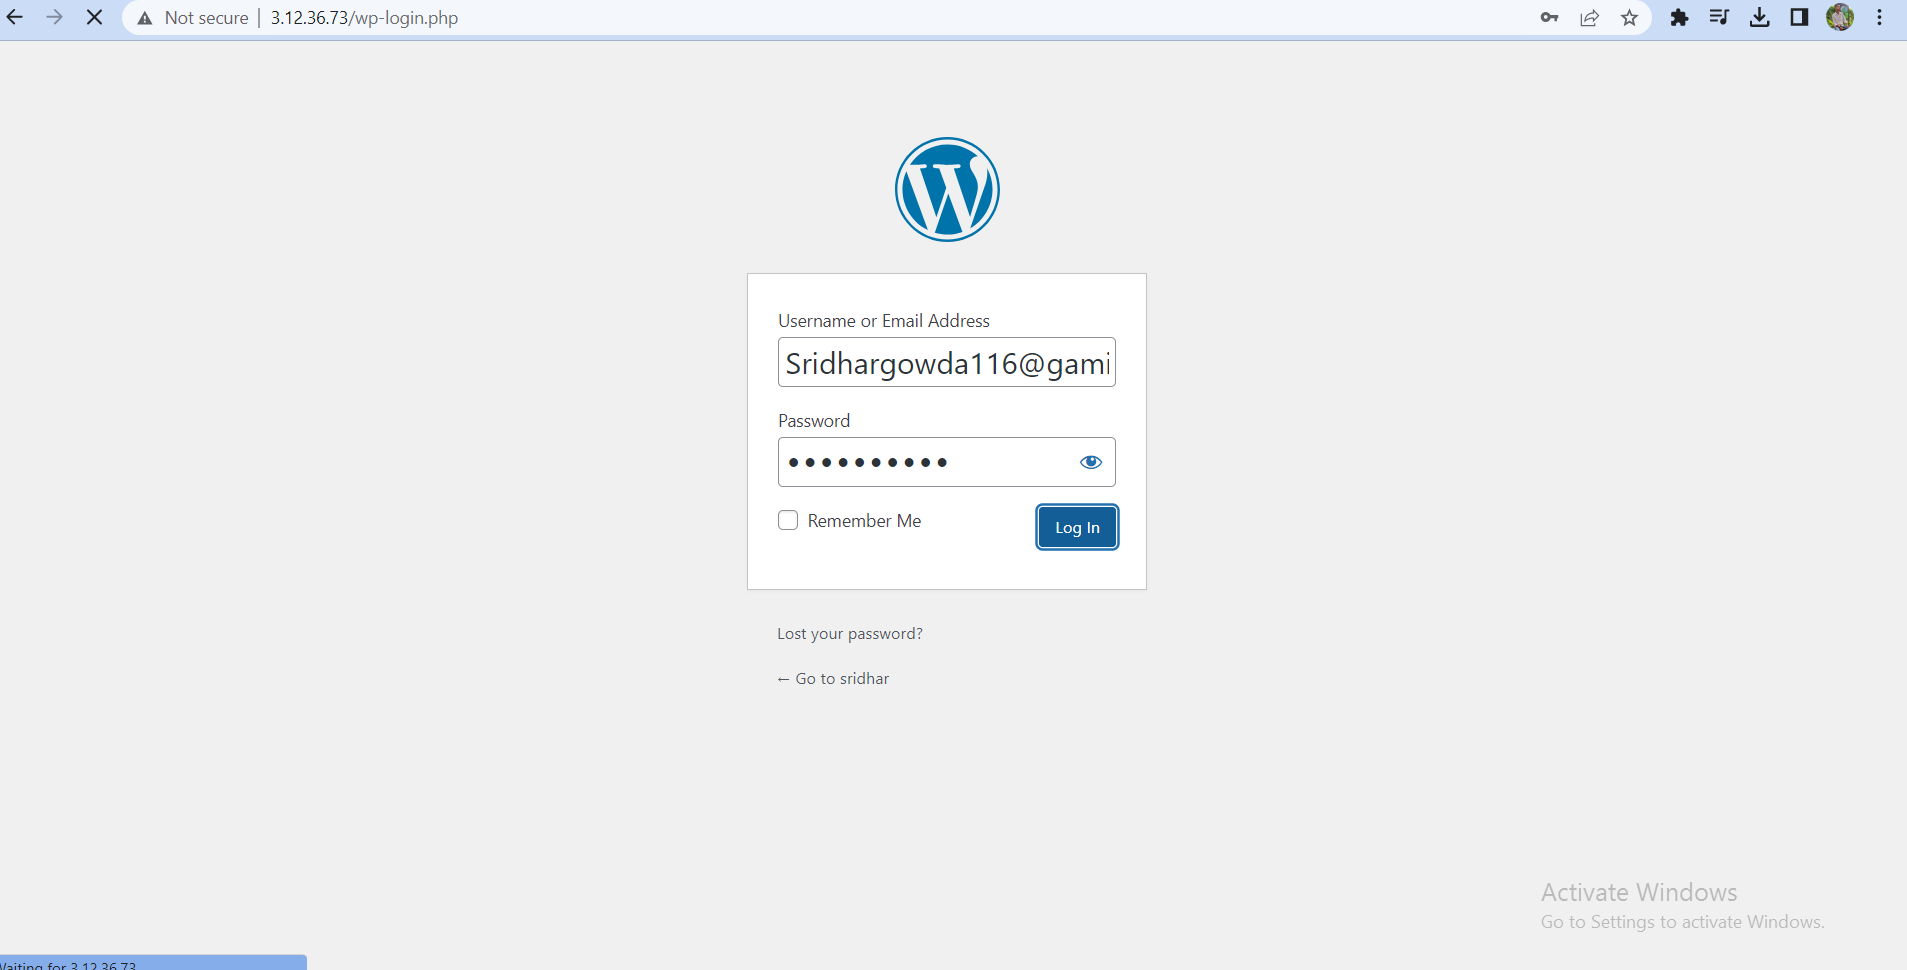 Not secure | 3.12.36.73/wp-login.php
Username or Email Address
Sridhargowda116@gami
Password
Remember Me
Log In
Lost your password?
← Go to sridhar
Activate Windows
Go to Settings to activate Windows.
Waiting for 3.12.36.73